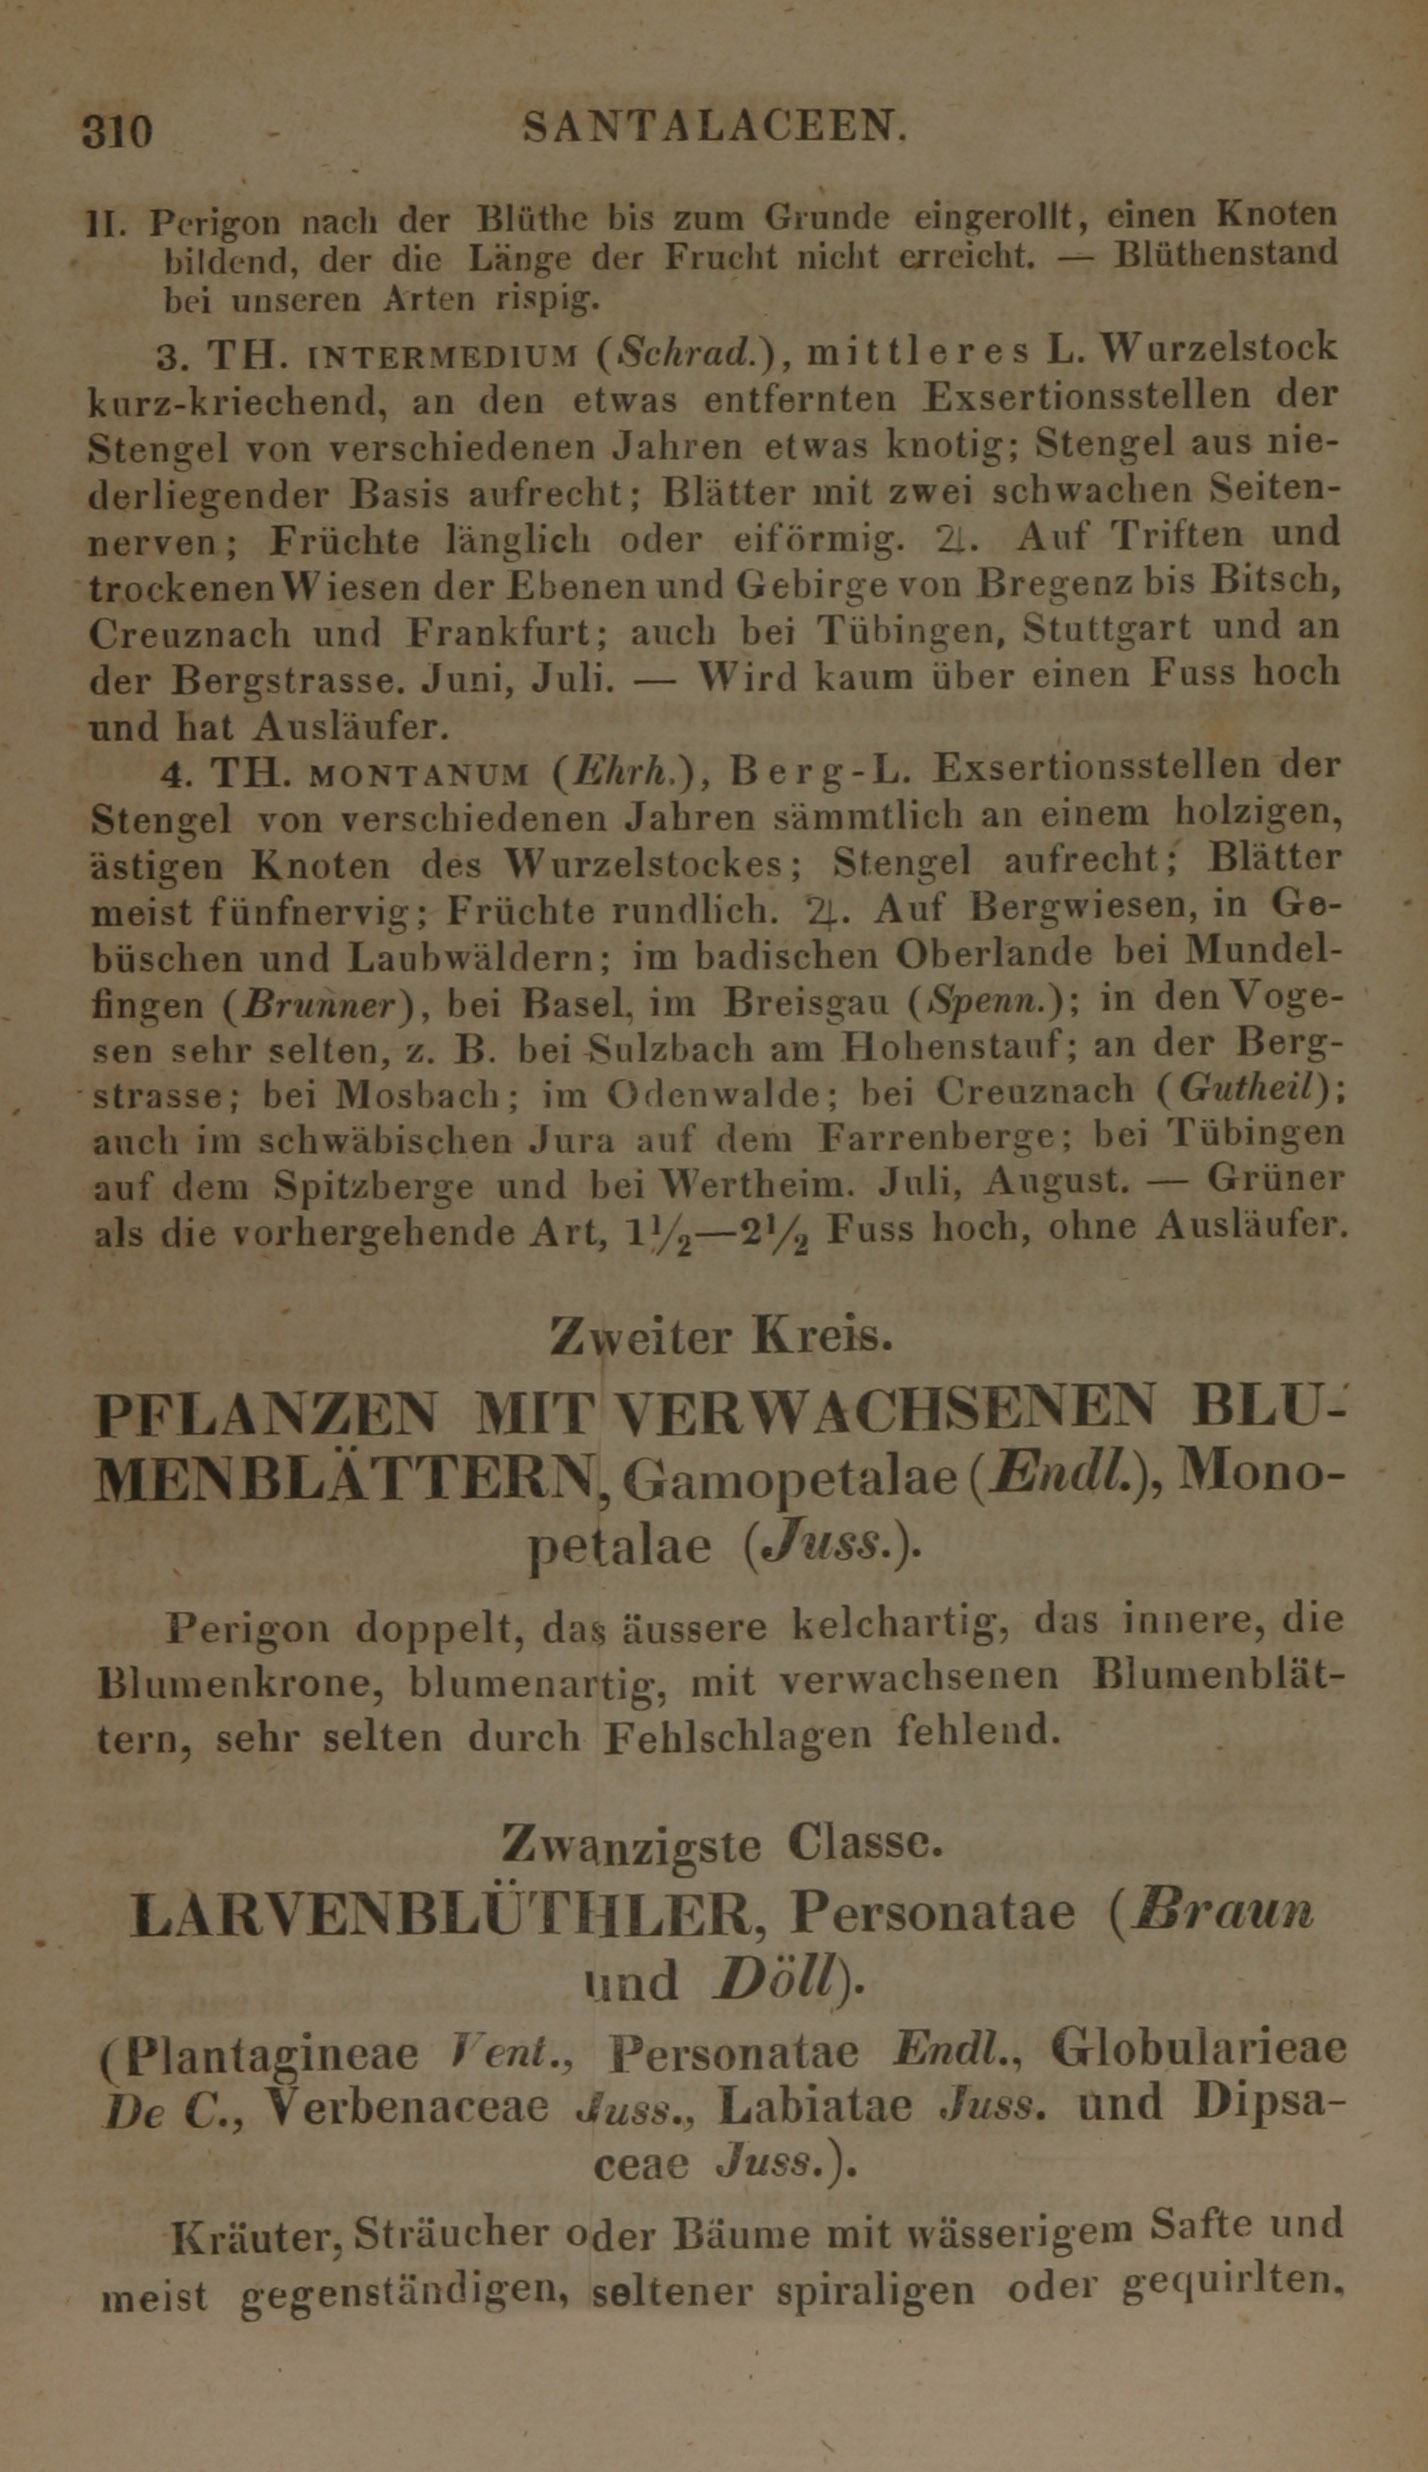 310 SANTALACEEN.
II. Perigon nach der Blüthe bis zum Grunde eingerollt, einen Knoten
bildend, der die Länge der Frucht nicht erreicht. — Blüthenstand
bei unseren Arten rispig.
3. TH. INTERMEDIUM (Schrad.), mittleres L. Wurzelstock
kurz-kriechend, an den etwas entfernten Exsertionsstellen der
Stengel von verschiedenen Jahren etwas knotig; Stengel aus nie-
derliegender Basis aufrecht; Blätter mit zwei schwachen Seiten-
nerven; Früchte länglich oder eiförmig. ♃. Auf Triften und
trockenen Wiesen der Ebenen und Gebirge von Bregenz bis Bitsch,
Creuznach und Frankfurt; auch bei Tübingen, Stuttgart und an
der Bergstrasse. Juni, Juli. — Wird kaum über einen Fuss hoch
und hat Ausläufer.
4. TH. MONTANUM (Ehrh.), Berg-L. Exsertionsstellen der
Stengel von verschiedenen Jahren sämmtlich an einem holzigen,
ästigen Knoten des Wurzelstockes; Stengel aufrecht; Blätter
meist fünfnervig; Früchte rundlich. ♃. Auf Bergwiesen, in Ge-
büschen und Laubwäldern; im badischen Oberlande bei Mundel-
fingen (Brunner), bei Basel, im Breisgau (Spenn.); in den Voge-
sen sehr selten, z. B. bei Sulzbach am Hohenstauf; an der Berg-
strasse; bei Mosbach; im Odenwalde; bei Creuznach (Gutheil);
auch im schwäbischen Jura auf dem Farrenberge; bei Tübingen
auf dem Spitzberge und bei Wertheim. Juli, August. — Grüner
als die vorhergehende Art, 1½—2½ Fuss hoch, ohne Ausläufer.
Zweiter Kreis.
PFLANZEN MIT VERWACHSENEN BLU-
MENBLÄTTERN, Gamopetalae (Endl.), Mono-
petalae (Juss.).
Perigon doppelt, das äussere kelchartig, das innere, die
Blumenkrone, blumenartig, mit verwachsenen Blumenblät-
tern, sehr selten durch Fehlschlagen fehlend.
Zwanzigste Classe.
LARVENBLÜTHLER, Personatae (Braun
und Döll).
(Plantagineae Vent., Personatae Endl., Globularieae
De C., Verbenaceae Juss., Labiatae Juss. und Dipsa-
ceae Juss.).
Kräuter, Sträucher oder Bäume mit wässerigem Safte und
meist gegenständigen, seltener spiraligen oder gequirlten,